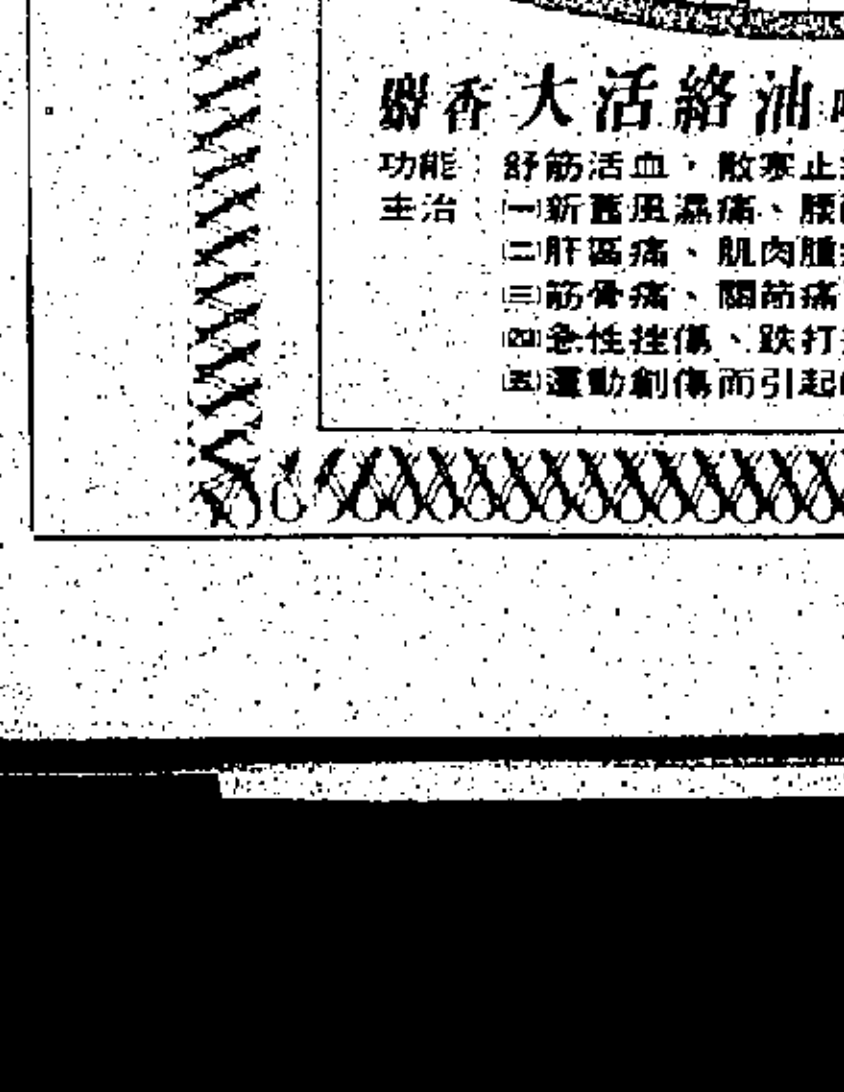 麝香大活絡油
功能：舒筋活血，散寒止
主治：㈠新舊風濕痛、腰
㈡肝區痛、肌肉腫
㈢筋骨痛、關節痛
㈣急性挫傷、跌打
㈤運動創傷而引起